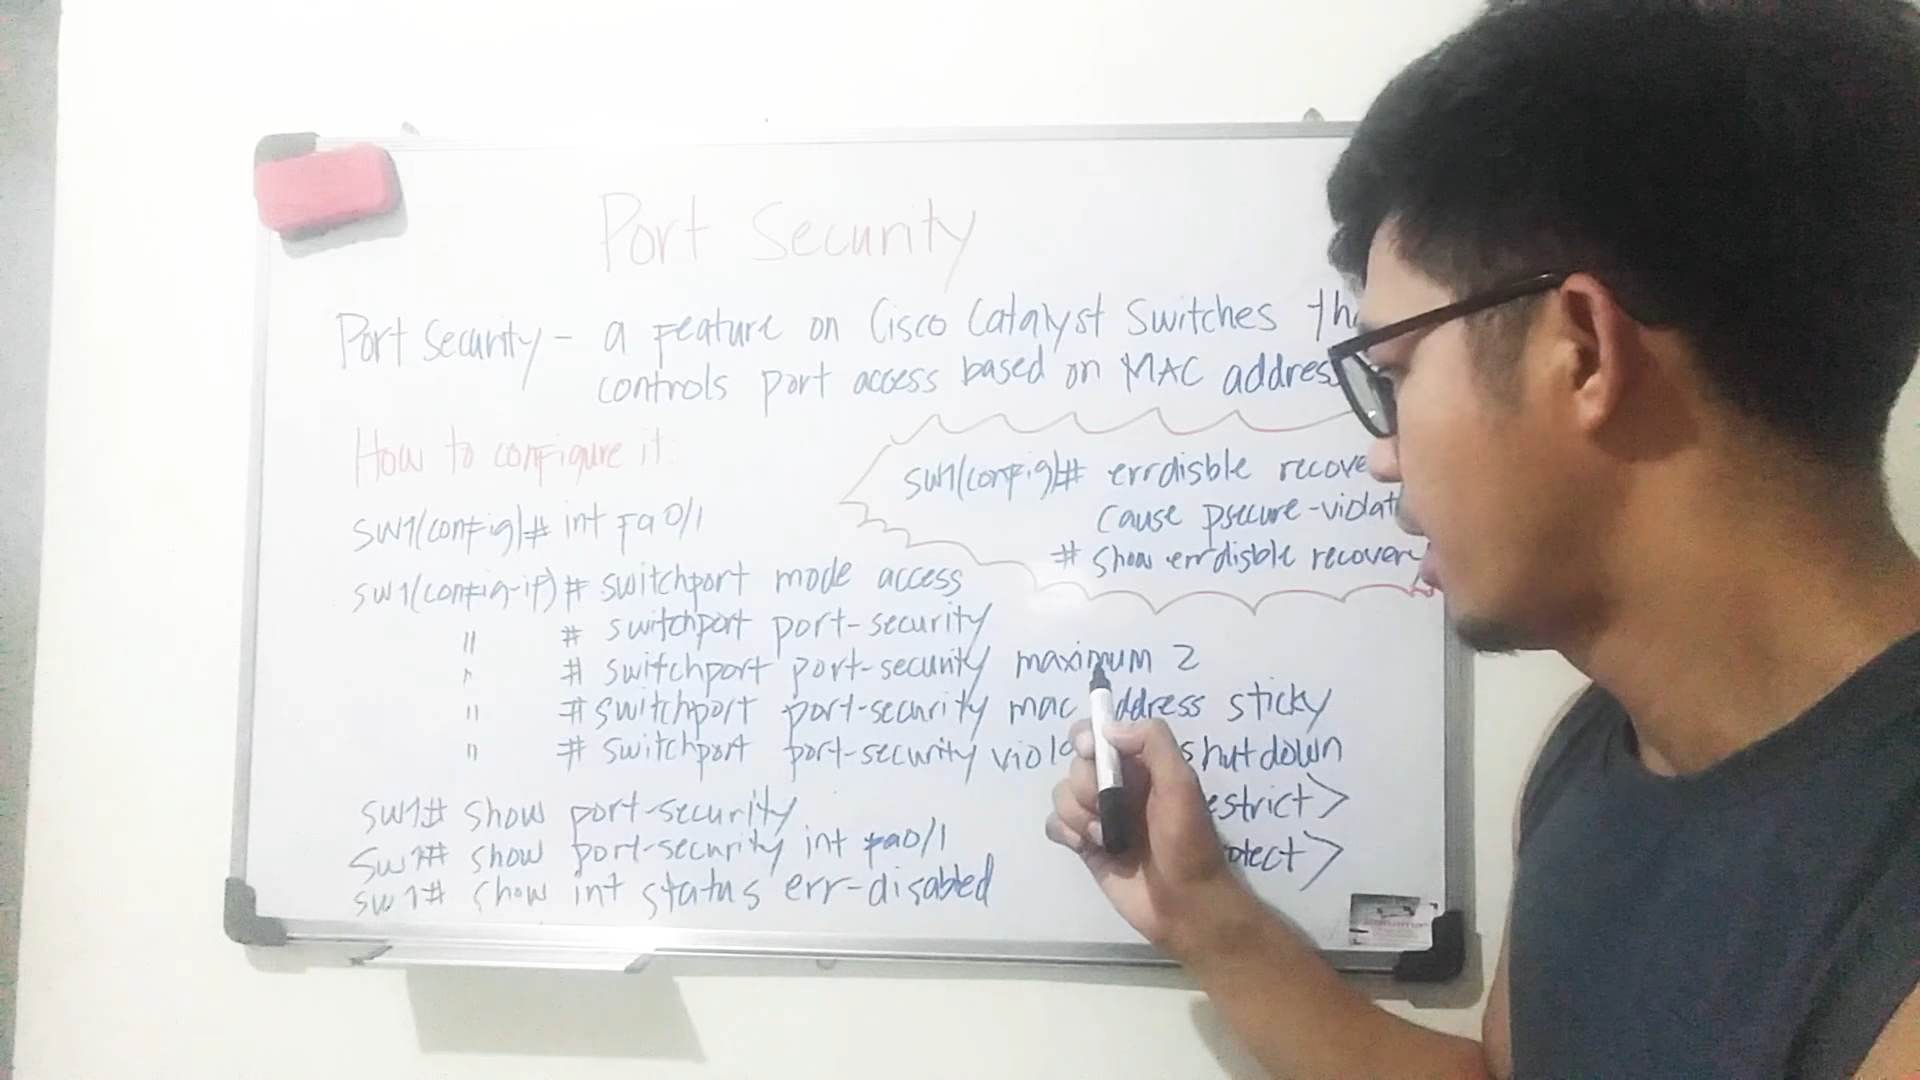 Port Security
Port Security - a Feature on Cisco Catalyst Switches
controls port access based on MAC address
How to configure it:
SW1(config)# errdisble
cause psecure-
# show errdisble recovery
SW1(config)# int Fa0/1
SW1(config-if)# switchport mode access
" # switchport port-security
" # switchport port-security maximum 2
" # switchport port-security mac address sticky
" # switchport port-security shutdown
SW1# show port-security
SW1# show port-security int Fa0/1
SW1# show int status err-disabled